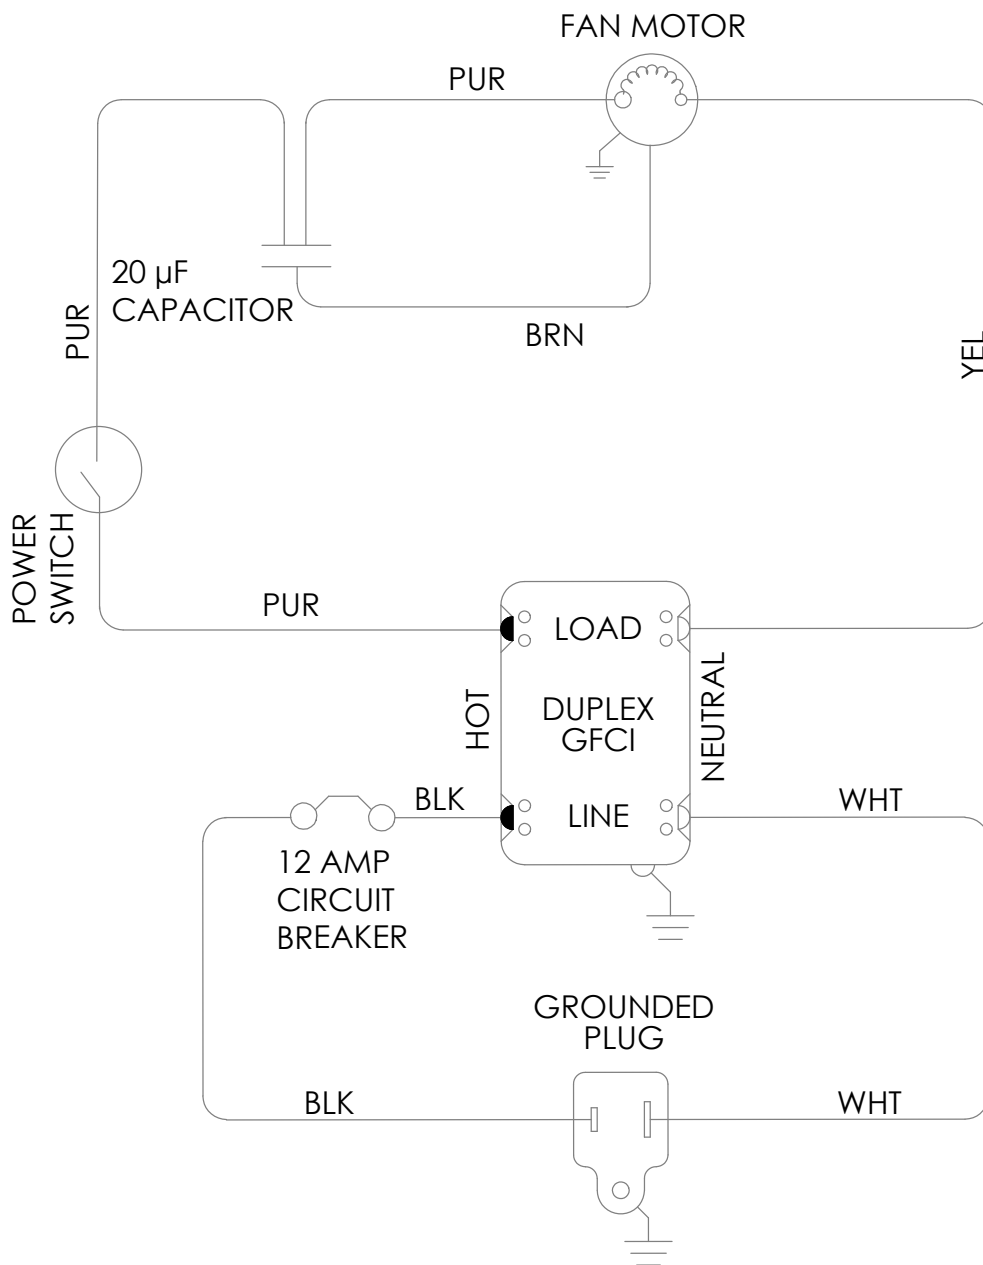 FAN MOTOR
PUR
20 µF
CAPACITOR
PUR
BRN
YEL
POWER
SWITCH
PUR
LOAD
HOT
DUPLEX
GFCI
NEUTRAL
BLK
LINE
WHT
12 AMP
CIRCUIT
BREAKER
GROUNDED
PLUG
BLK
WHT